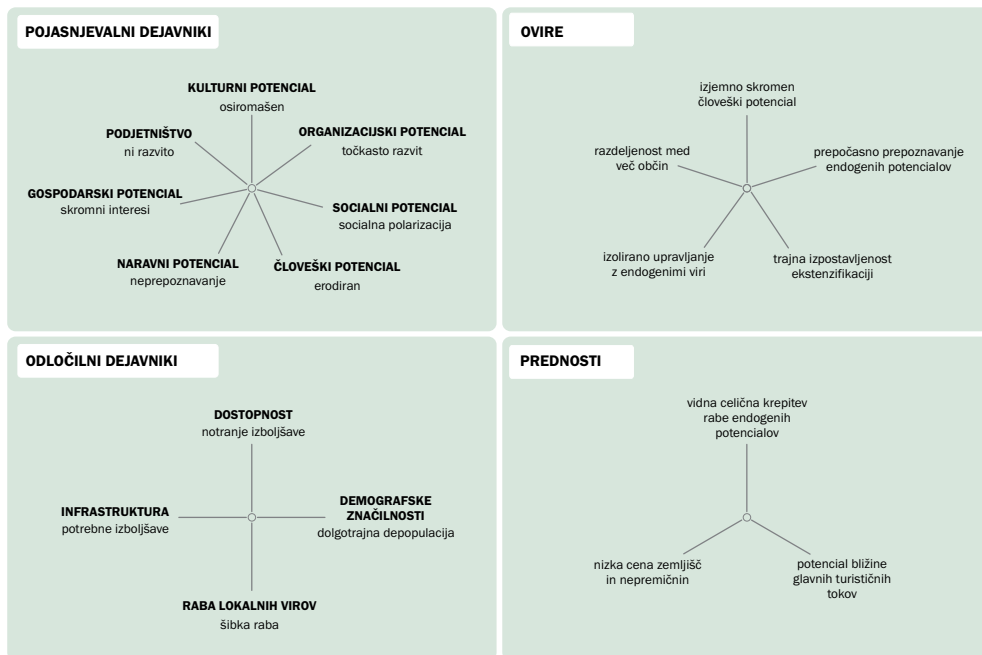 POJASNJEVALNI DEJAVNIKI
KULTURNI POTENCIAL
osiromašen
PODJETNIŠTVO
ni razvito
ORGANIZACIJSKI POTENCIAL
točkasto razvit
GOSPODARSKI POTENCIAL
skromni interesi
SOCIALNI POTENCIAL
socialna polarizacija
NARAVNI POTENCIAL
neprepoznavanje
ČLOVEŠKI POTENCIAL
erodiran
OVIRE
izjemno skromen
človeški potencial
razdeljenost med
več občin
prepočasno prepoznavanje
endogenih potencialov
izolirano upravljanje
z endogenimi viri
trajna izpostavljenost
ekstenzifikaciji
ODLOČILNI DEJAVNIKI
DOSTOPNOST
notranje izboljšave
INFRASTRUKTURA
potrebne izboljšave
DEMOGRAFSKE
ZNAČILNOSTI
dolgotrajna depopulacija
RABA LOKALNIH VIROV
šibka raba
PREDNOSTI
vidna celična krepitev
rabe endogenih
potencialov
nizka cena zemljišč
in nepremičnin
potencial bližine
glavnih turističnih
tokov